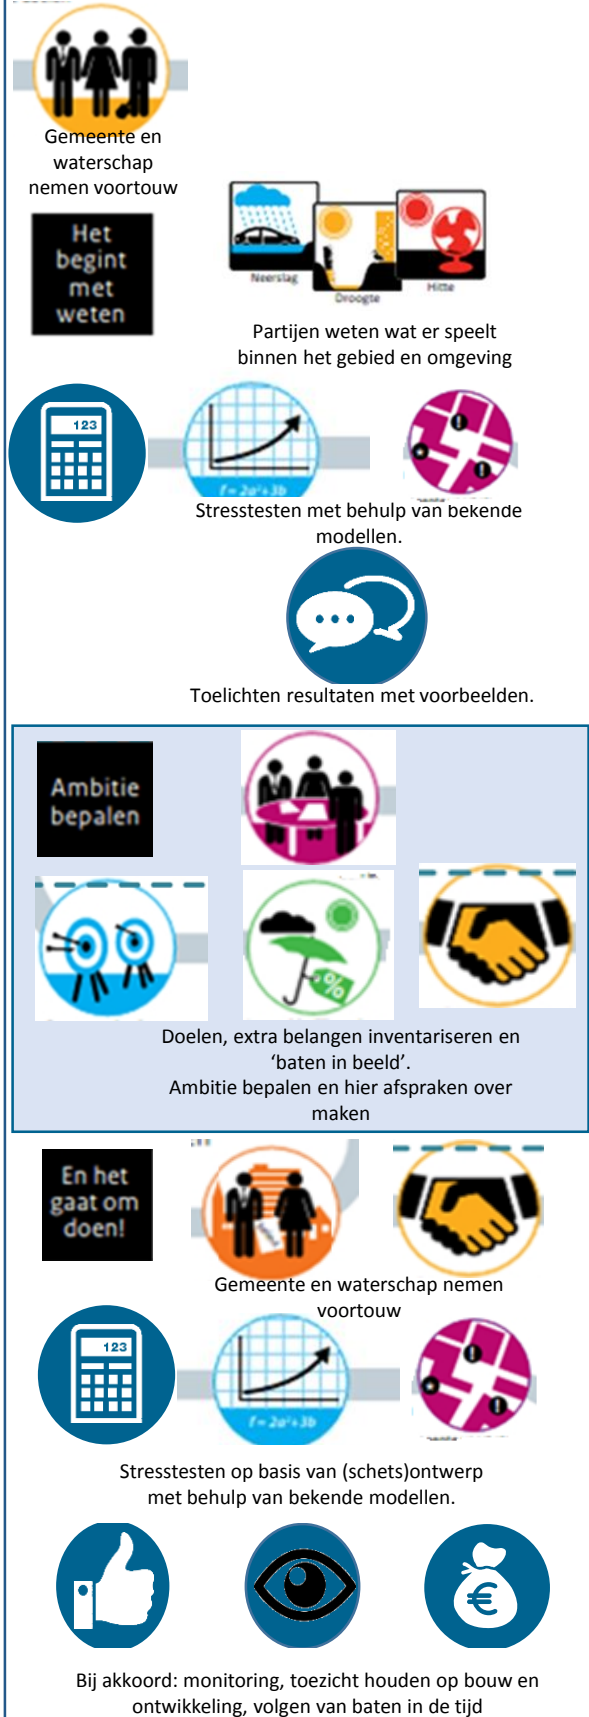 Gemeente en
waterschap
nemen voortouw
Het
begint
met
weten
Neerslag
Droogte
Hitte
Partijen weten wat er speelt
binnen het gebied en omgeving
123
f = 2a²+3b
Stresstesten met behulp van bekende
modellen.
Toelichten resultaten met voorbeelden.
Ambitie
bepalen
%
Doelen, extra belangen inventariseren en
‘baten in beeld’.
Ambitie bepalen en hier afspraken over
maken
En het
gaat om
doen!
Gemeente en waterschap nemen
voortouw
123
f = 2a²+3b
Stresstesten op basis van (schets)ontwerp
met behulp van bekende modellen.
€
Bij akkoord: monitoring, toezicht houden op bouw en
ontwikkeling, volgen van baten in de tijd